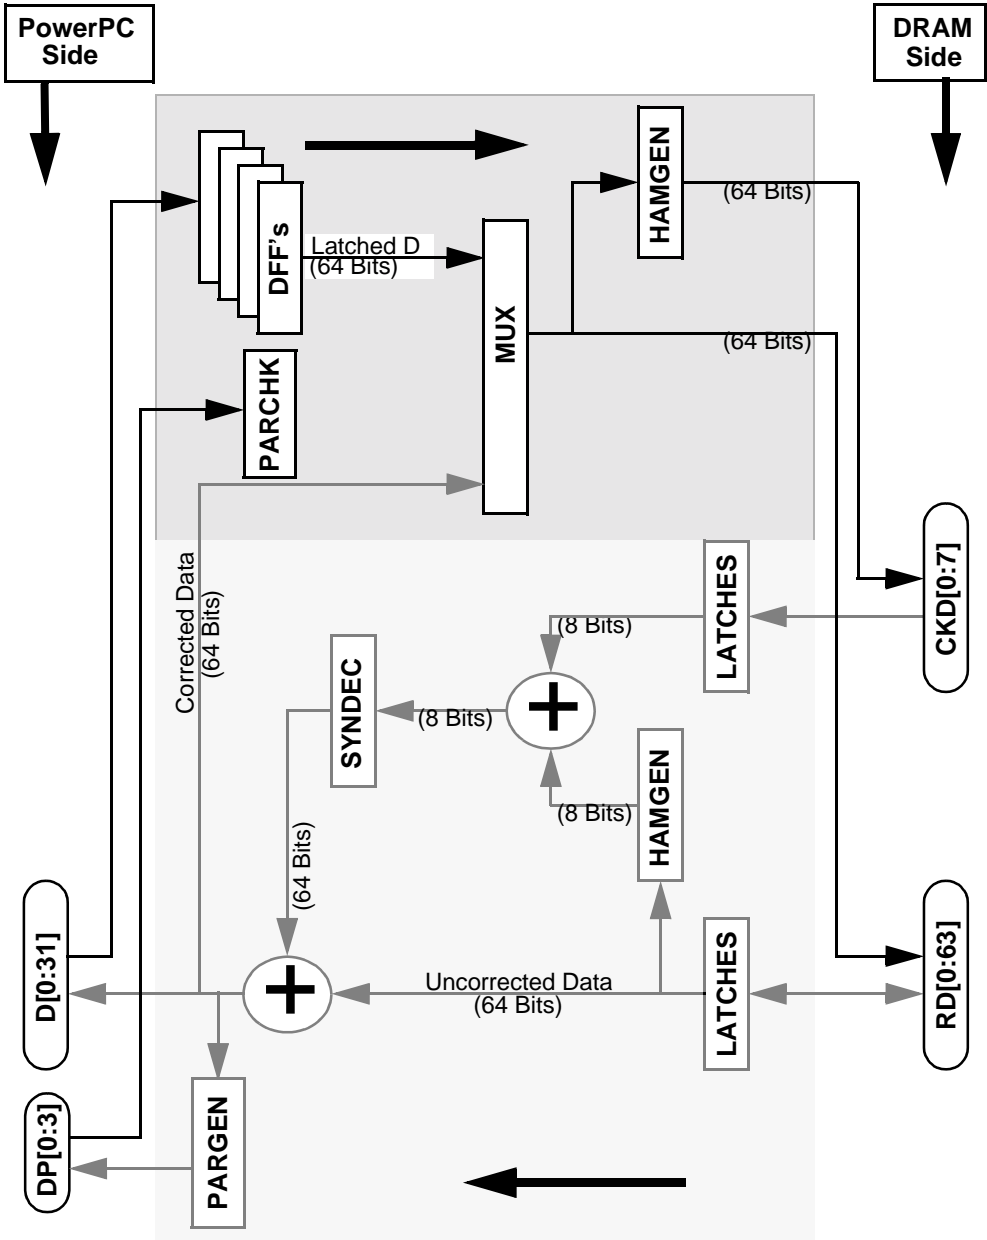 PowerPC
Side
DRAM
Side
HAMGEN
(64 Bits)
DFF's
Latched D
(64 Bits)
MUX
(64 Bits)
PARCHK
Corrected Data
(64 Bits)
LATCHES
CKD[0:7]
(8 Bits)
SYNDEC
(8 Bits)
HAMGEN
(8 Bits)
(64 Bits)
D[0:31]
Uncorrected Data
(64 Bits)
LATCHES
RD[0:63]
DP[0:3]
PARGEN